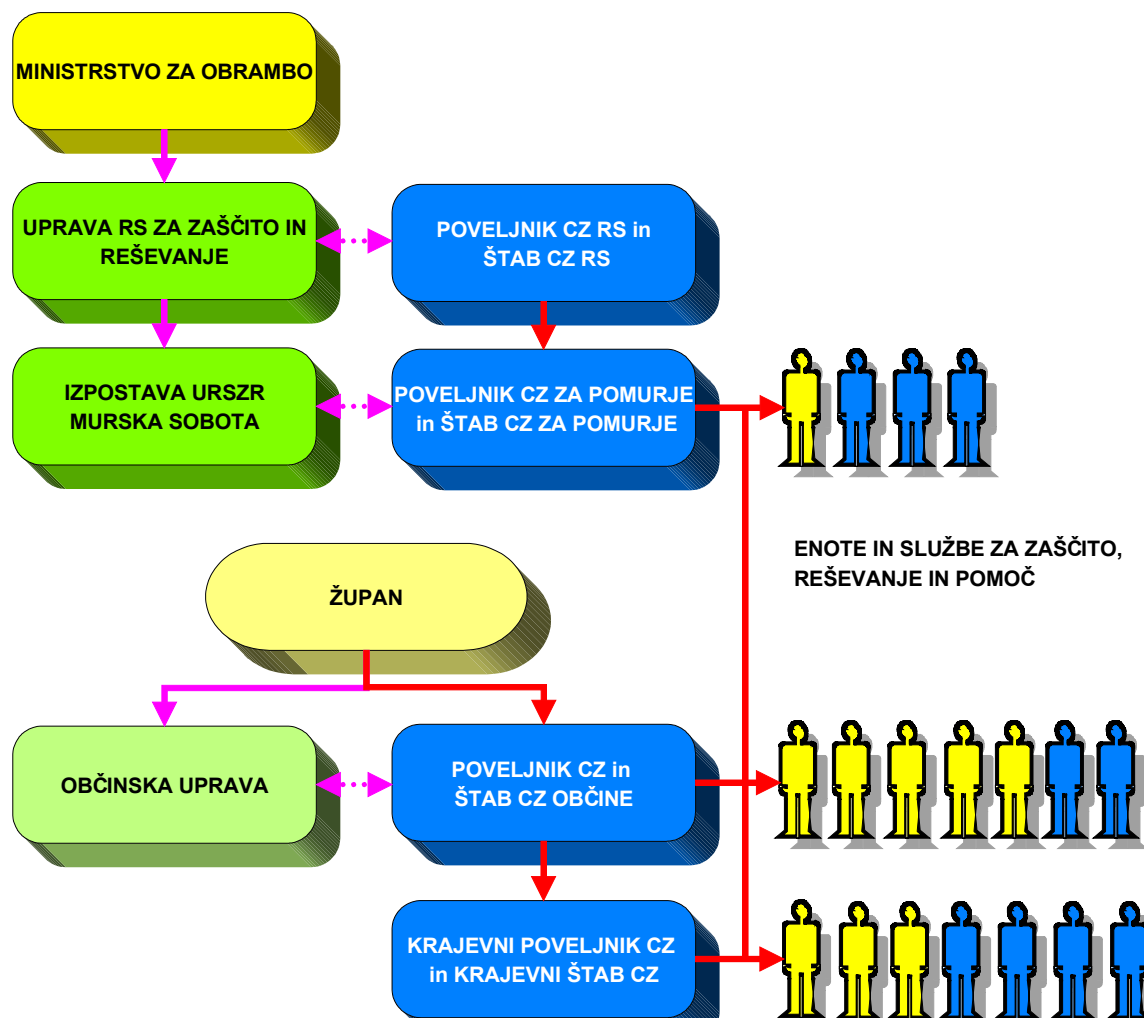 MINISTRSTVO ZA OBRAMBO
UPRAVA RS ZA ZAŠČITO IN
REŠEVANJE
POVELJNIK CZ RS in
ŠTAB CZ RS
IZPOSTAVA URSZR
MURSKA SOBOTA
POVELJNIK CZ ZA POMURJE
in ŠTAB CZ ZA POMURJE
ENOTE IN SLUŽBE ZA ZAŠČITO,
REŠEVANJE IN POMOČ
ŽUPAN
OBČINSKA UPRAVA
POVELJNIK CZ in
ŠTAB CZ OBČINE
KRAJEVNI POVELJNIK CZ
in KRAJEVNI ŠTAB CZ